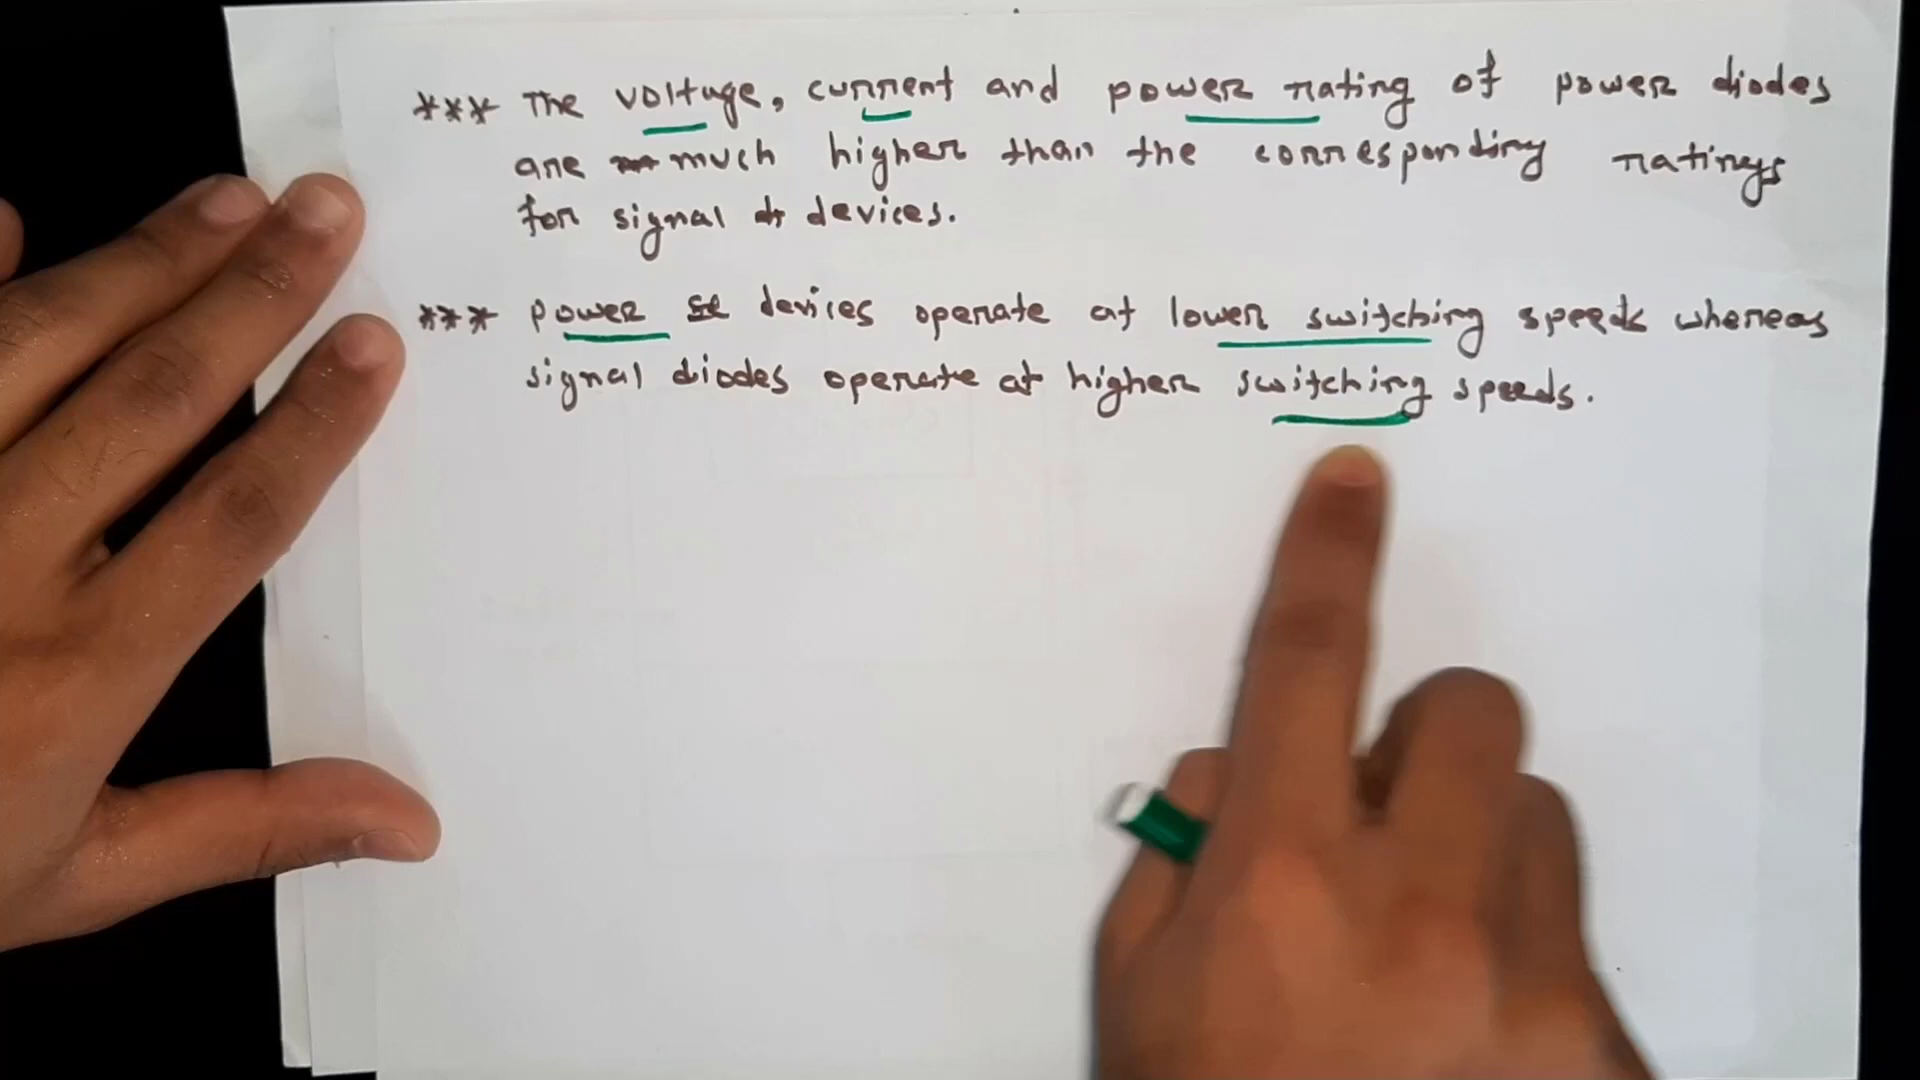 *** The voltage, current and power rating of power diodes
are much higher than the corresponding ratings
for signal devices.
*** power devices operate at lower switching speeds whereas
signal diodes operate at higher switching speeds.